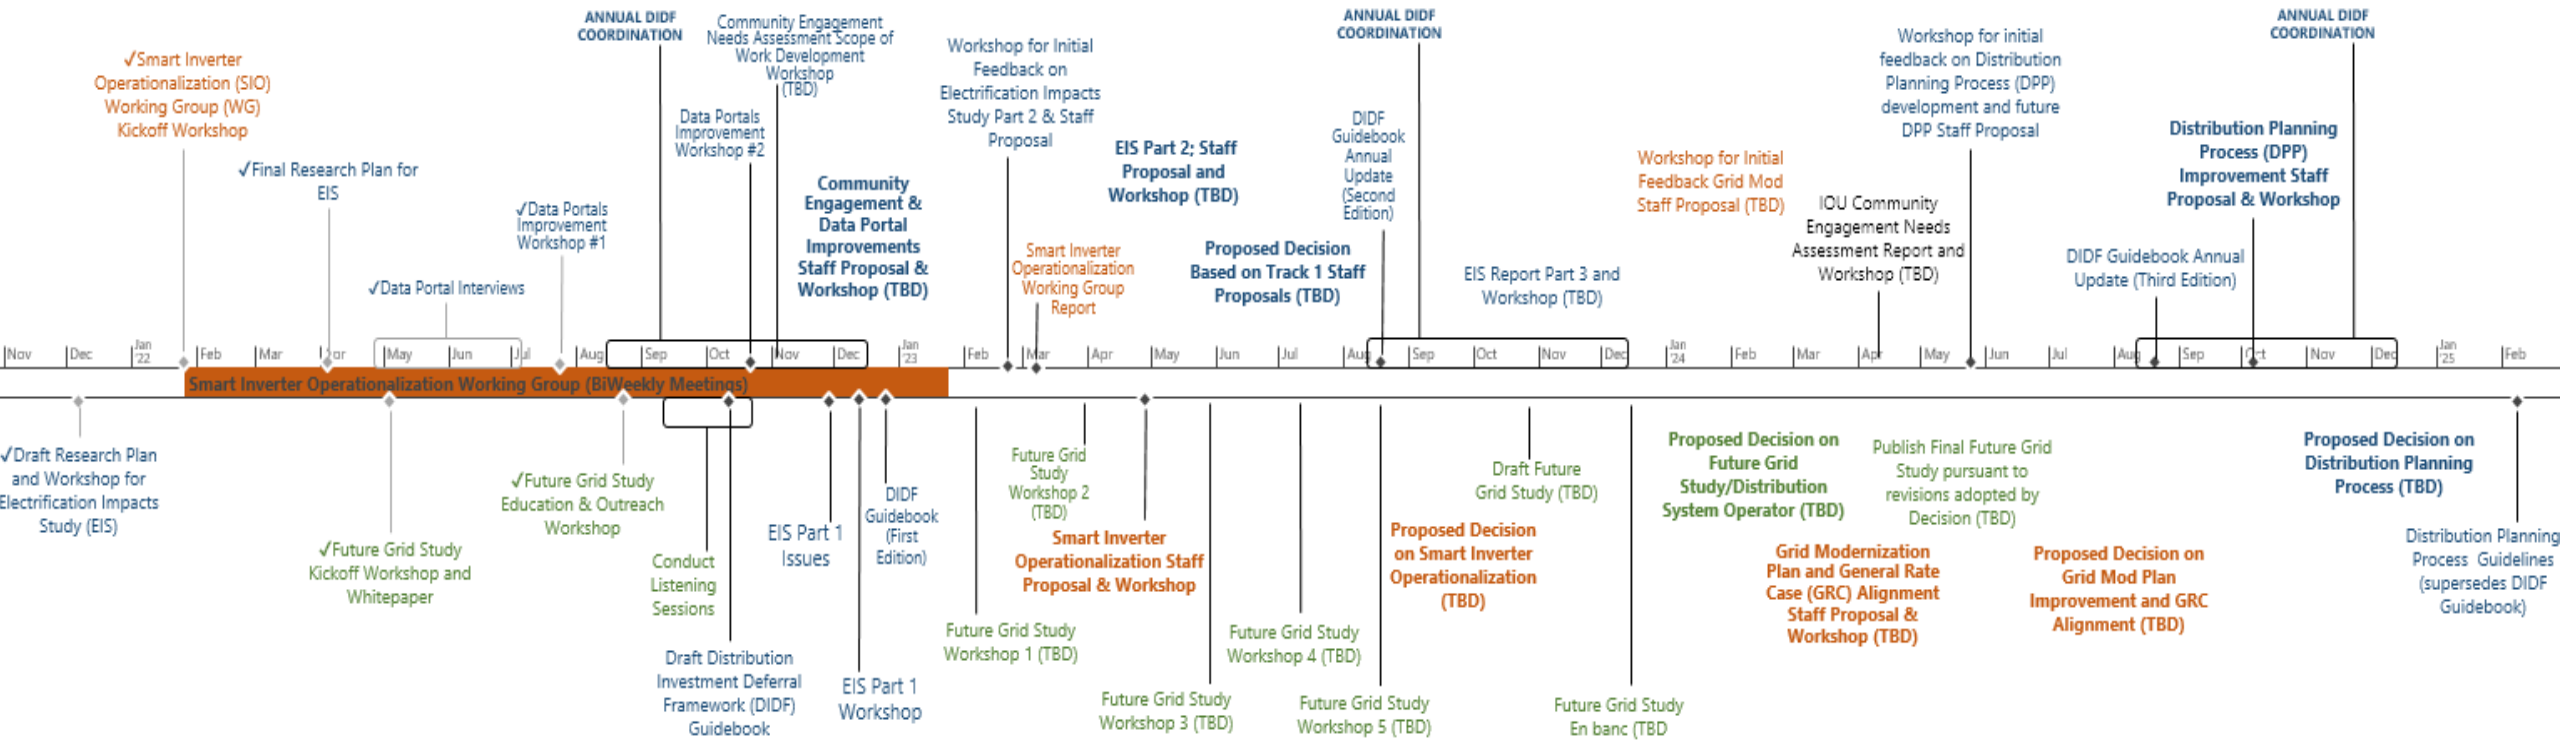 ANNUAL DIDF
COORDINATION
Community Engagement
Needs Assessment Scope of
Work Development
Workshop
(TBD)
✓Smart Inverter
Operationalization (SIO)
Working Group (WG)
Kickoff Workshop
✓Final Research Plan for
EIS
✓Data Portal Interviews
✓Data Portals
Improvement
Workshop #1
Data Portals
Improvement
Workshop #2
Community
Engagement &
Data Portal
Improvements
Staff Proposal &
Workshop (TBD)
Workshop for Initial
Feedback on
Electrification Impacts
Study Part 2 & Staff
Proposal
Smart Inverter
Operationalization
Working Group
Report
EIS Part 2; Staff
Proposal and
Workshop (TBD)
Proposed Decision
Based on Track 1 Staff
Proposals (TBD)
ANNUAL DIDF
COORDINATION
DIDF
Guidebook
Annual
Update
(Second
Edition)
EIS Report Part 3 and
Workshop (TBD)
Workshop for Initial
Feedback Grid Mod
Staff Proposal (TBD)
IOU Community
Engagement Needs
Assessment Report and
Workshop (TBD)
Workshop for initial
feedback on Distribution
Planning Process (DPP)
development and future
DPP Staff Proposal
ANNUAL DIDF
COORDINATION
Distribution Planning
Process (DPP)
Improvement Staff
Proposal & Workshop
DIDF Guidebook Annual
Update (Third Edition)
Nov Dec Jan '22 Feb Mar Apr May Jun Jul Aug Sep Oct Nov Dec Jan '23 Feb Mar Apr May Jun Jul Aug Sep Oct Nov Dec Jan '24 Feb Mar Apr May Jun Jul Aug Sep Oct Nov Dec Jan '25 Feb
Smart Inverter Operationalization Working Group (BiWeekly Meetings)
✓Draft Research Plan
and Workshop for
Electrification Impacts
Study (EIS)
✓Future Grid Study
Kickoff Workshop and
Whitepaper
✓Future Grid Study
Education & Outreach
Workshop
Conduct
Listening
Sessions
Draft Distribution
Investment Deferral
Framework (DIDF)
Guidebook
EIS Part 1
Issues
EIS Part 1
Workshop
DIDF
Guidebook
(First
Edition)
Future Grid Study
Workshop 1 (TBD)
Future Grid
Study
Workshop 2
(TBD)
Smart Inverter
Operationalization Staff
Proposal & Workshop
Future Grid Study
Workshop 3 (TBD)
Future Grid Study
Workshop 4 (TBD)
Future Grid Study
Workshop 5 (TBD)
Proposed Decision
on Smart Inverter
Operationalization
(TBD)
Draft Future
Grid Study (TBD)
Future Grid Study
En banc (TBD
Proposed Decision on
Future Grid
Study/Distribution
System Operator (TBD)
Grid Modernization
Plan and General Rate
Case (GRC) Alignment
Staff Proposal &
Workshop (TBD)
Publish Final Future Grid
Study pursuant to
revisions adopted by
Decision (TBD)
Proposed Decision on
Grid Mod Plan
Improvement and GRC
Alignment (TBD)
Proposed Decision on
Distribution Planning
Process (TBD)
Distribution Planning
Process Guidelines
(supersedes DIDF
Guidebook)